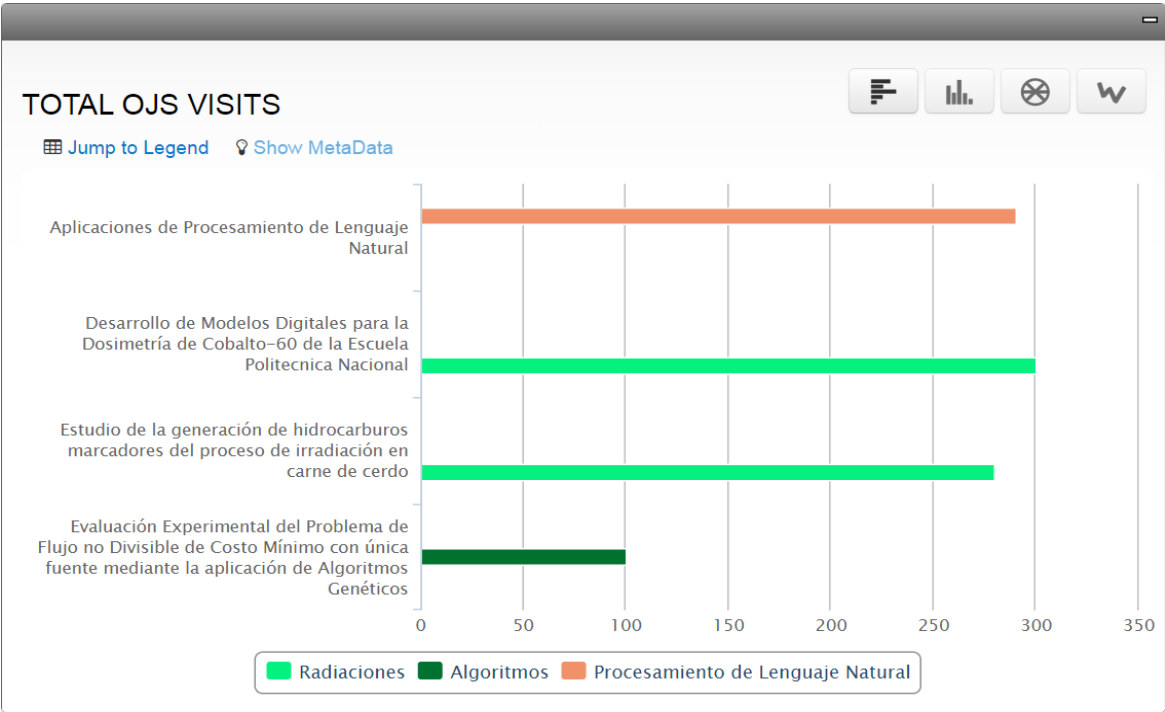 TOTAL OJS VISITS
Jump to Legend Show MetaData
Aplicaciones de Procesamiento de Lenguaje
Natural
Desarrollo de Modelos Digitales para la
Dosimetría de Cobalto-60 de la Escuela
Politecnica Nacional
Estudio de la generación de hidrocarburos
marcadores del proceso de irradiación en
carne de cerdo
Evaluación Experimental del Problema de
Flujo no Divisible de Costo Mínimo con única
fuente mediante la aplicación de Algoritmos
Genéticos
0 50 100 150 200 250 300 350
Radiaciones Algoritmos Procesamiento de Lenguaje Natural